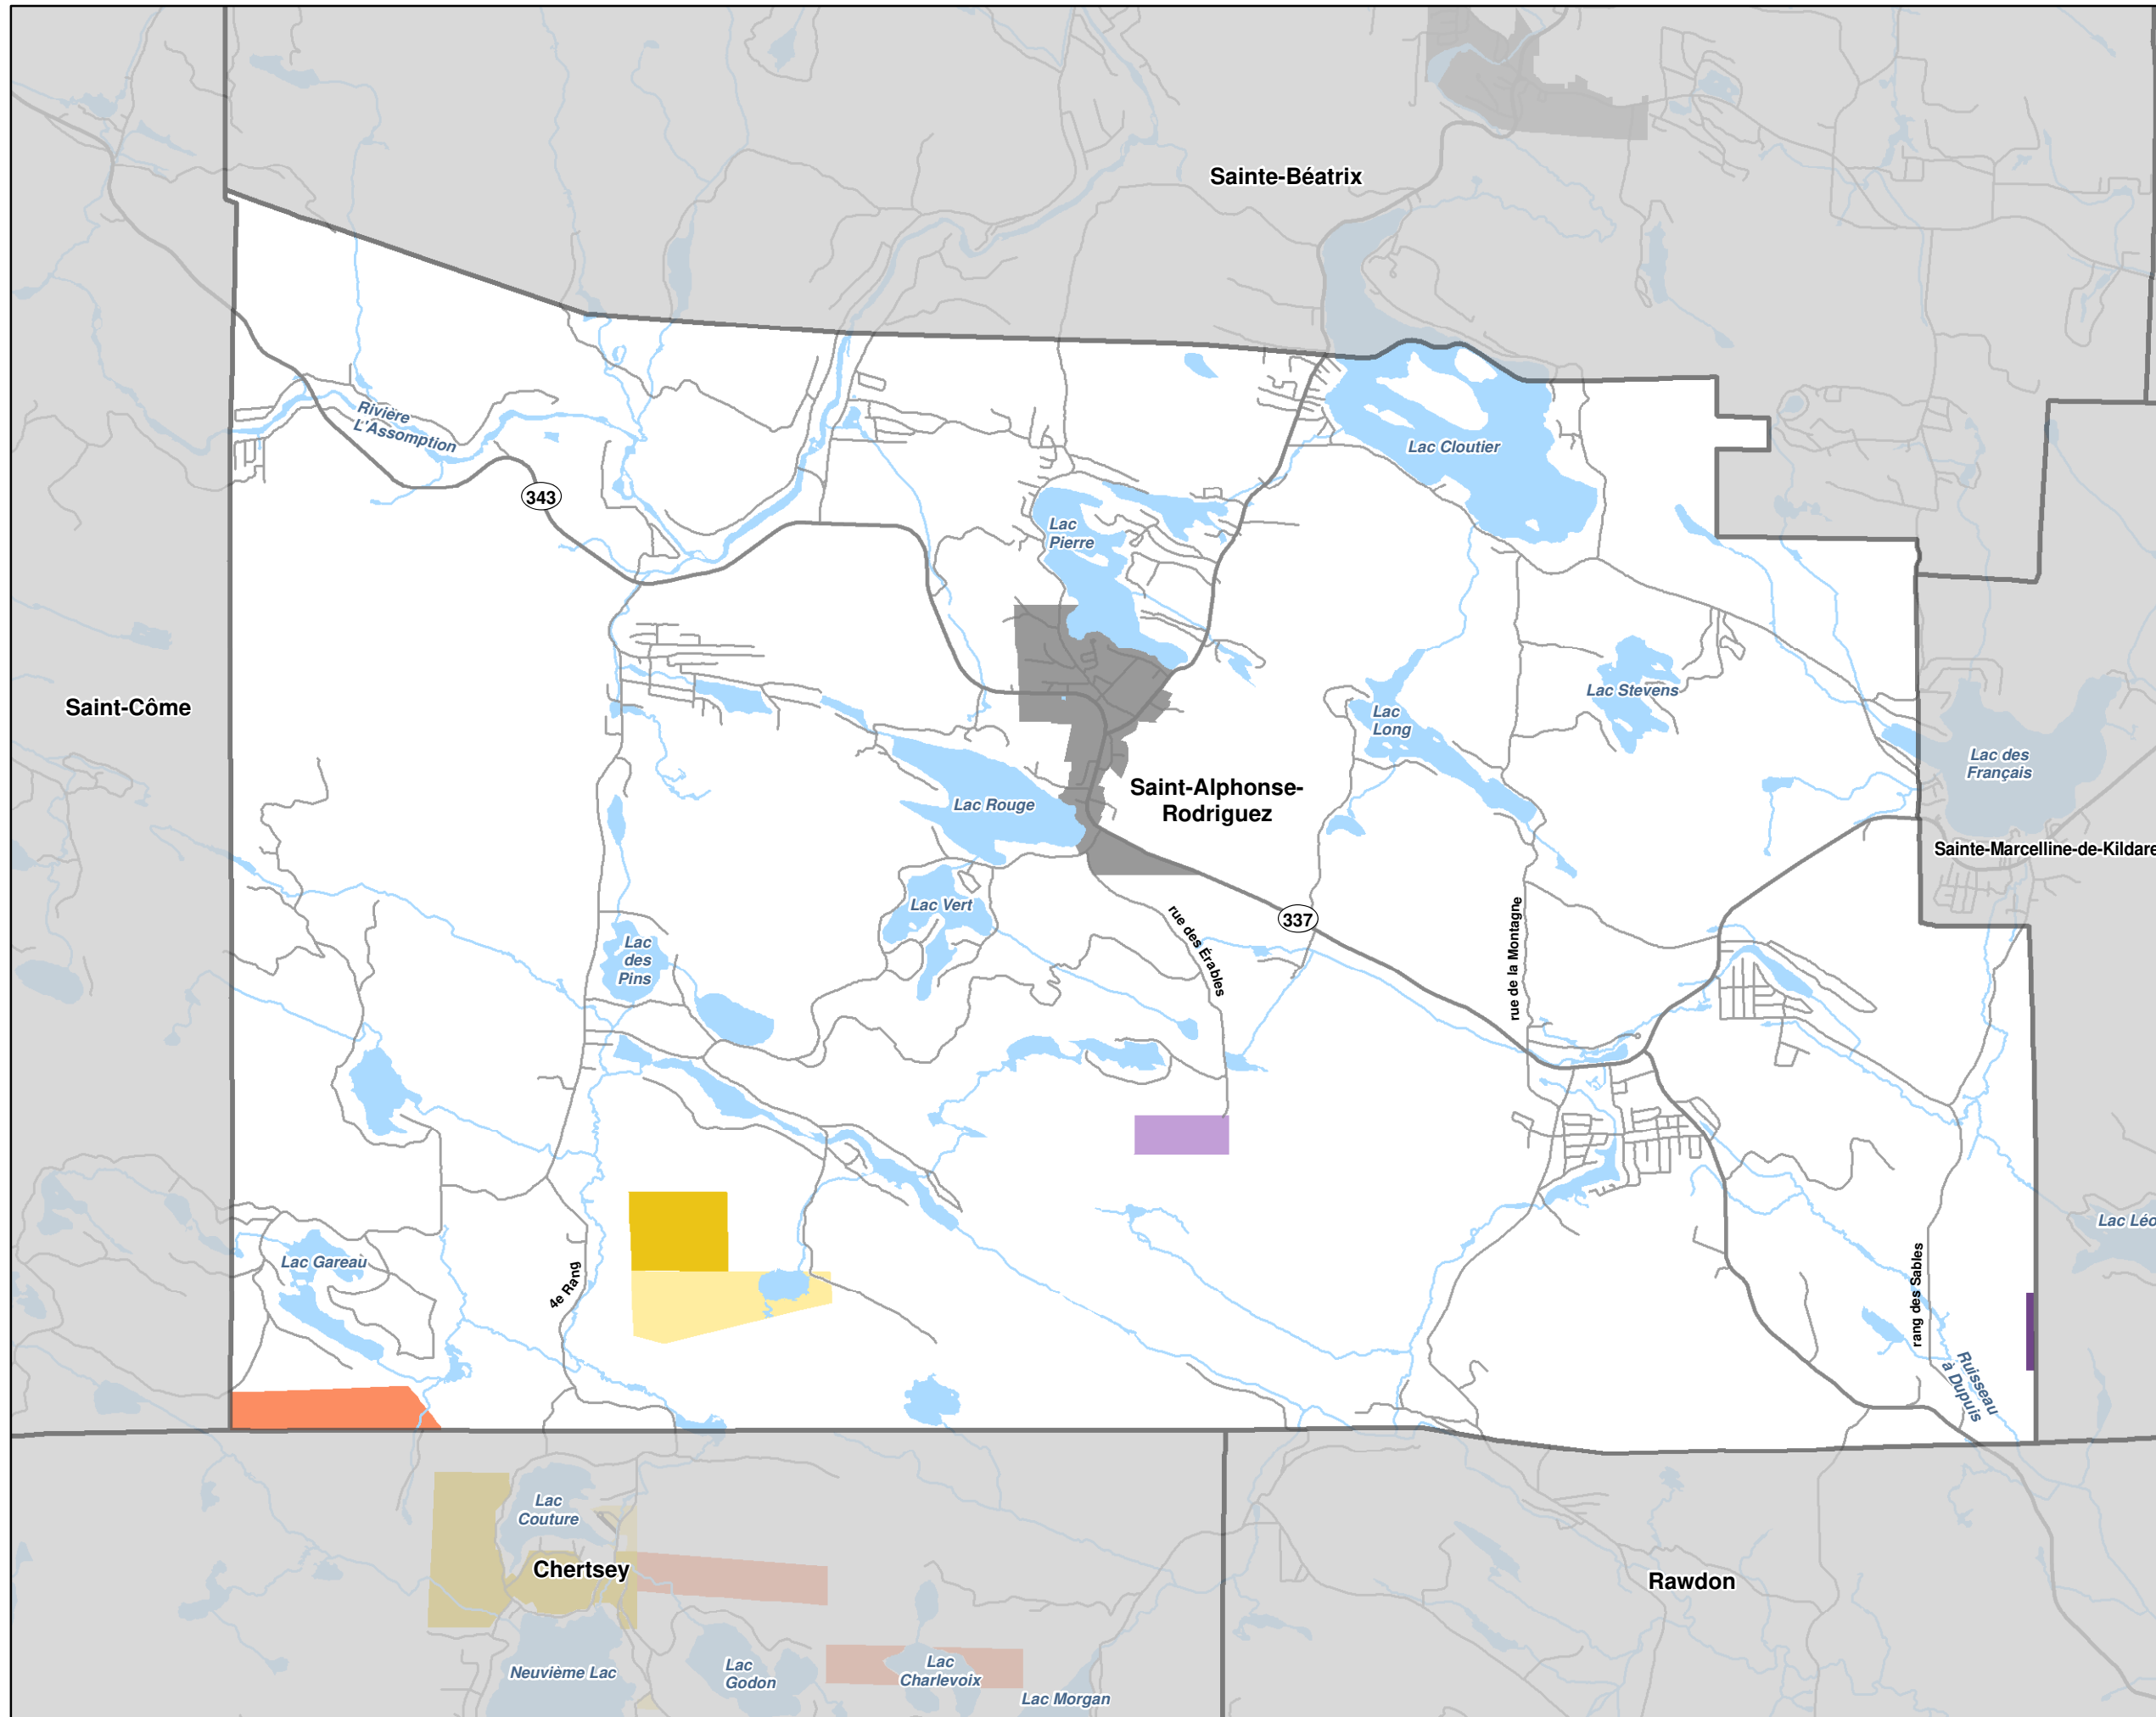 Sainte-Béatrix
Rivière
L'Assomption
Lac Cloutier
343
Lac
Pierre
Saint-Côme
Lac Stevens
Lac
Long
Lac des
Français
Saint-Alphonse-
Rodriguez
Lac Rouge
Sainte-Marcelline-de-Kildare
Lac Vert
rue des Érables
337
rue de la Montagne
Lac
des
Pins
Lac Léo
Lac Gareau
4e Rang
rang des Sables
Ruisseau
à Dupuis
Lac
Couture
Chertsey
Rawdon
Neuvième Lac
Lac
Godon
Lac
Charlevoix
Lac Morgan